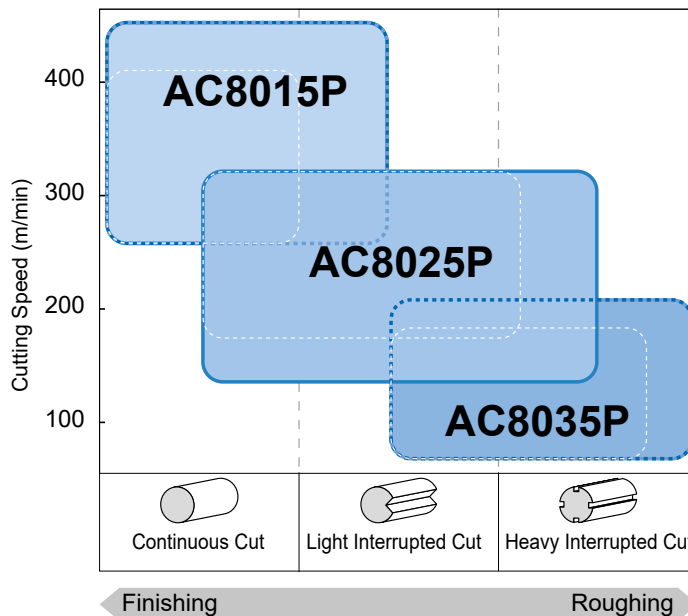 Cutting Speed (m/min)
400
300
200
100
AC8015P
AC8025P
AC8035P
Continuous Cut
Light Interrupted Cut
Heavy Interrupted Cut
Finishing
Roughing